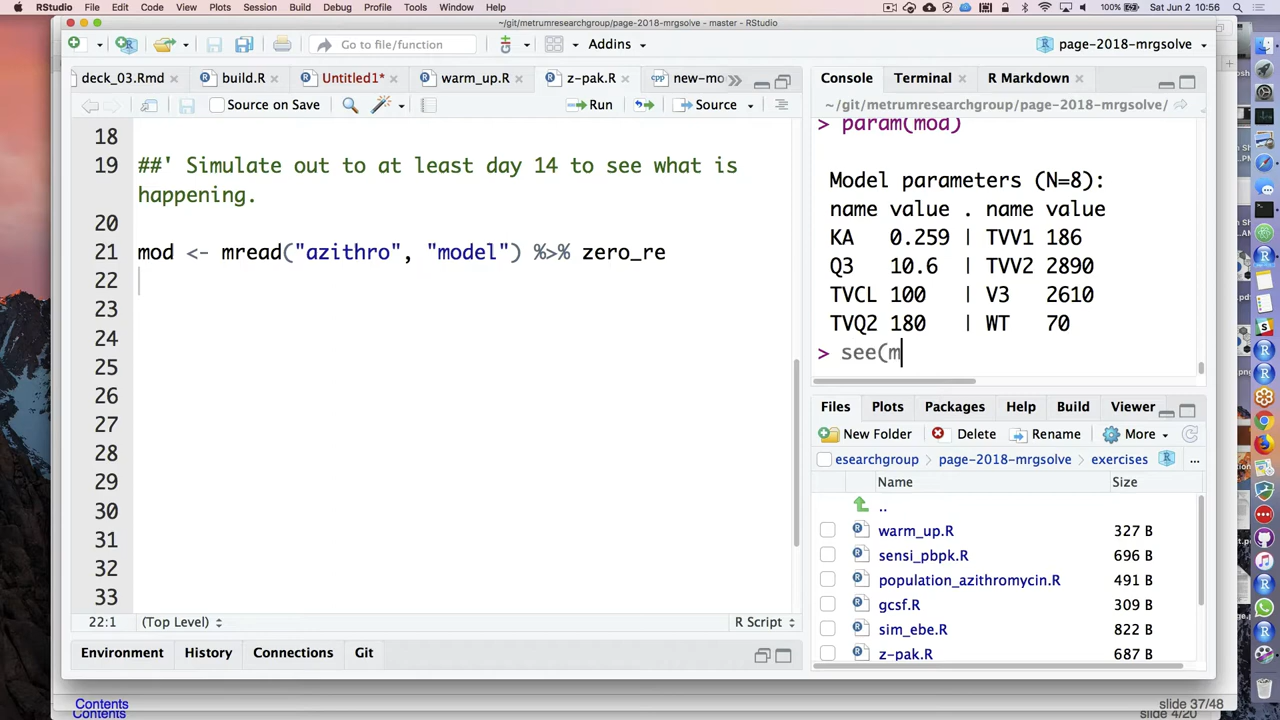 RStudio File Edit Code View Plots Session Build Debug Profile Tools Window Help 100% Sat Jun 2 10:56
~/git/metrumresearchgroup/page-2018-mrgsolve - master - RStudio
Go to file/function Addins page-2018-mrgsolve
deck_03.Rmd build.R Untitled1* warm_up.R z-pak.R new-mo
Source on Save Run Source
18
19 ##' Simulate out to at least day 14 to see what is
happening.
20
21 mod <- mread("azithro", "model") %>% zero_re
22
23
24
25
26
27
28
29
30
31
32
33
22:1 (Top Level) R Script
Environment History Connections Git
Console Terminal R Markdown
~/git/metrumresearchgroup/page-2018-mrgsolve/
> param(mod)
Model parameters (N=8):
name value . name value
KA 0.259 | TVV1 186
Q3 10.6 | TVV2 2890
TVCL 100 | V3 2610
TVQ2 180 | WT 70
> see(m
Files Plots Packages Help Build Viewer
New Folder Delete Rename More
esearchgroup page-2018-mrgsolve exercises ...
Name Size
..
warm_up.R 327 B
sensi_pbpk.R 696 B
population_azithromycin.R 491 B
gcsf.R 309 B
sim_ebe.R 822 B
z-pak.R 687 B
Contents slide 37/48
Contents slide 4/20